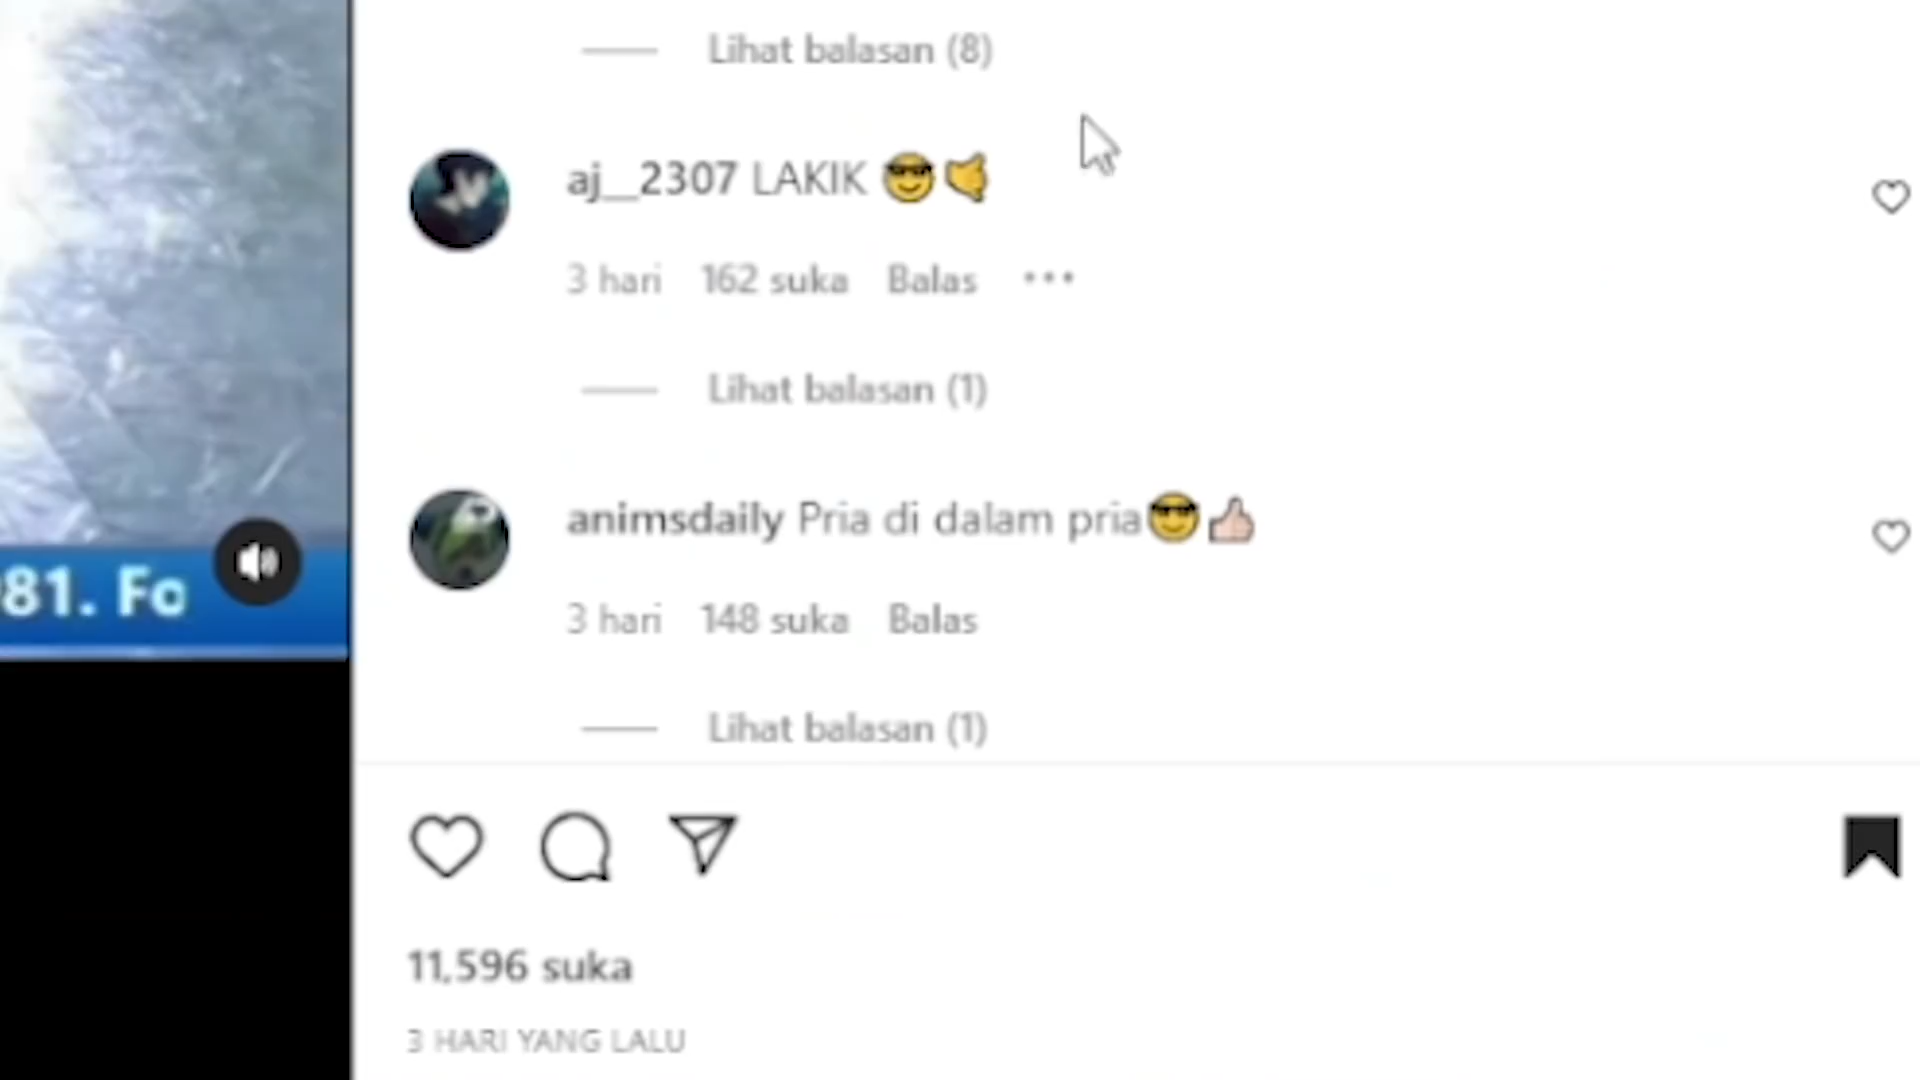 Lihat balasan (8)
aj__2307 LAKIK 😎🤙
3 hari 162 suka Balas •••
Lihat balasan (1)
animsdaily Pria di dalam pria😎👍🏻
3 hari 148 suka Balas
Lihat balasan (1)
81. Fo
11,596 suka
3 HARI YANG LALU